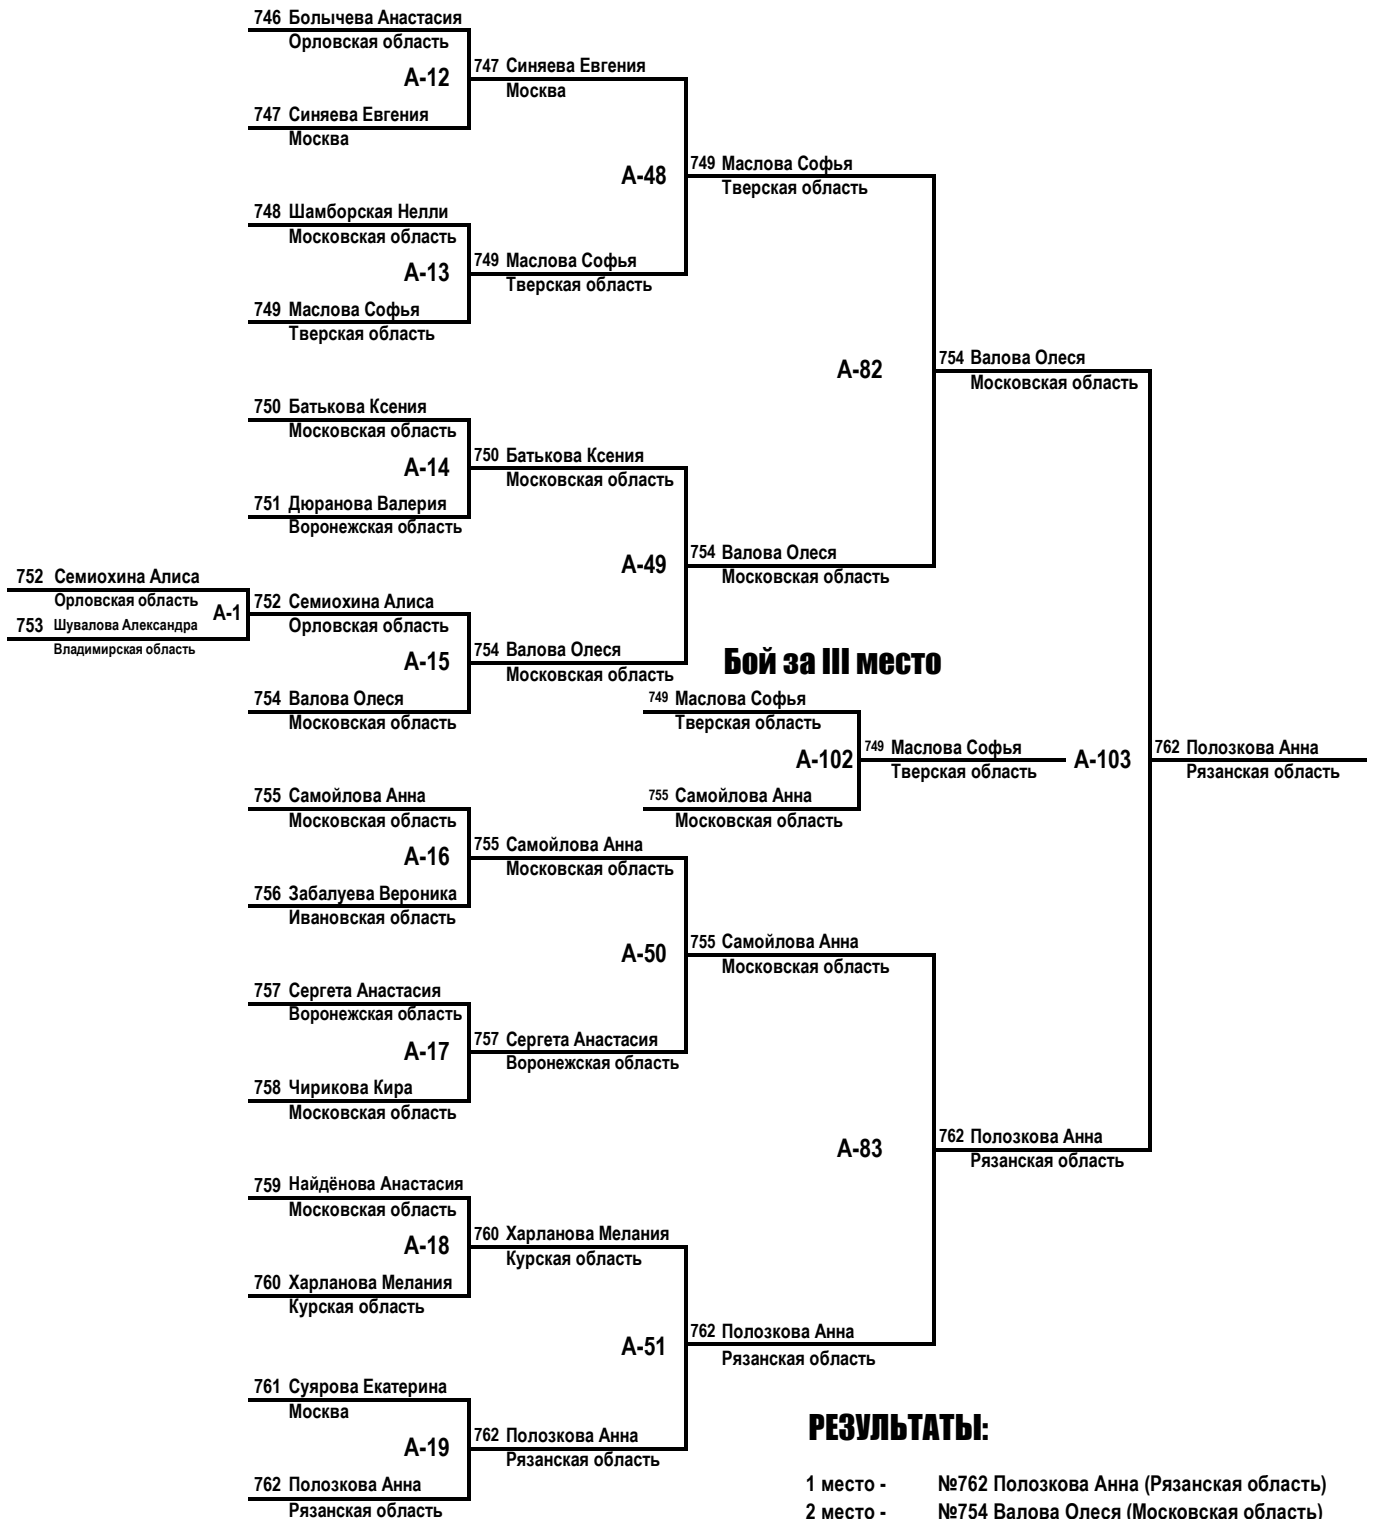 746 Болычева Анастасия
Орловская область
А-12
747 Синяева Евгения
Москва
747 Синяева Евгения
Москва
А-48
749 Маслова Софья
Тверская область
748 Шамборская Нелли
Московская область
А-13
749 Маслова Софья
Тверская область
749 Маслова Софья
Тверская область
А-82
754 Валова Олеся
Московская область
750 Батькова Ксения
Московская область
А-14
750 Батькова Ксения
Московская область
751 Дюранова Валерия
Воронежская область
А-49
754 Валова Олеся
Московская область
752 Семиохина Алиса
Орловская область
А-1
753 Шувалова Александра
Владимирская область
752 Семиохина Алиса
Орловская область
А-15
754 Валова Олеся
Московская область
754 Валова Олеся
Московская область
Бой за III место
749 Маслова Софья
Тверская область
А-102
749 Маслова Софья
Тверская область
755 Самойлова Анна
Московская область
А-103
762 Полозкова Анна
Рязанская область
755 Самойлова Анна
Московская область
А-16
755 Самойлова Анна
Московская область
756 Забалуева Вероника
Ивановская область
А-50
755 Самойлова Анна
Московская область
757 Сергета Анастасия
Воронежская область
А-17
757 Сергета Анастасия
Воронежская область
758 Чирикова Кира
Московская область
А-83
762 Полозкова Анна
Рязанская область
759 Найдёнова Анастасия
Московская область
А-18
760 Харланова Мелания
Курская область
760 Харланова Мелания
Курская область
А-51
762 Полозкова Анна
Рязанская область
761 Суярова Екатерина
Москва
А-19
762 Полозкова Анна
Рязанская область
762 Полозкова Анна
Рязанская область
РЕЗУЛЬТАТЫ:
1 место - №762 Полозкова Анна (Рязанская область)
2 место - №754 Валова Олеся (Московская область)